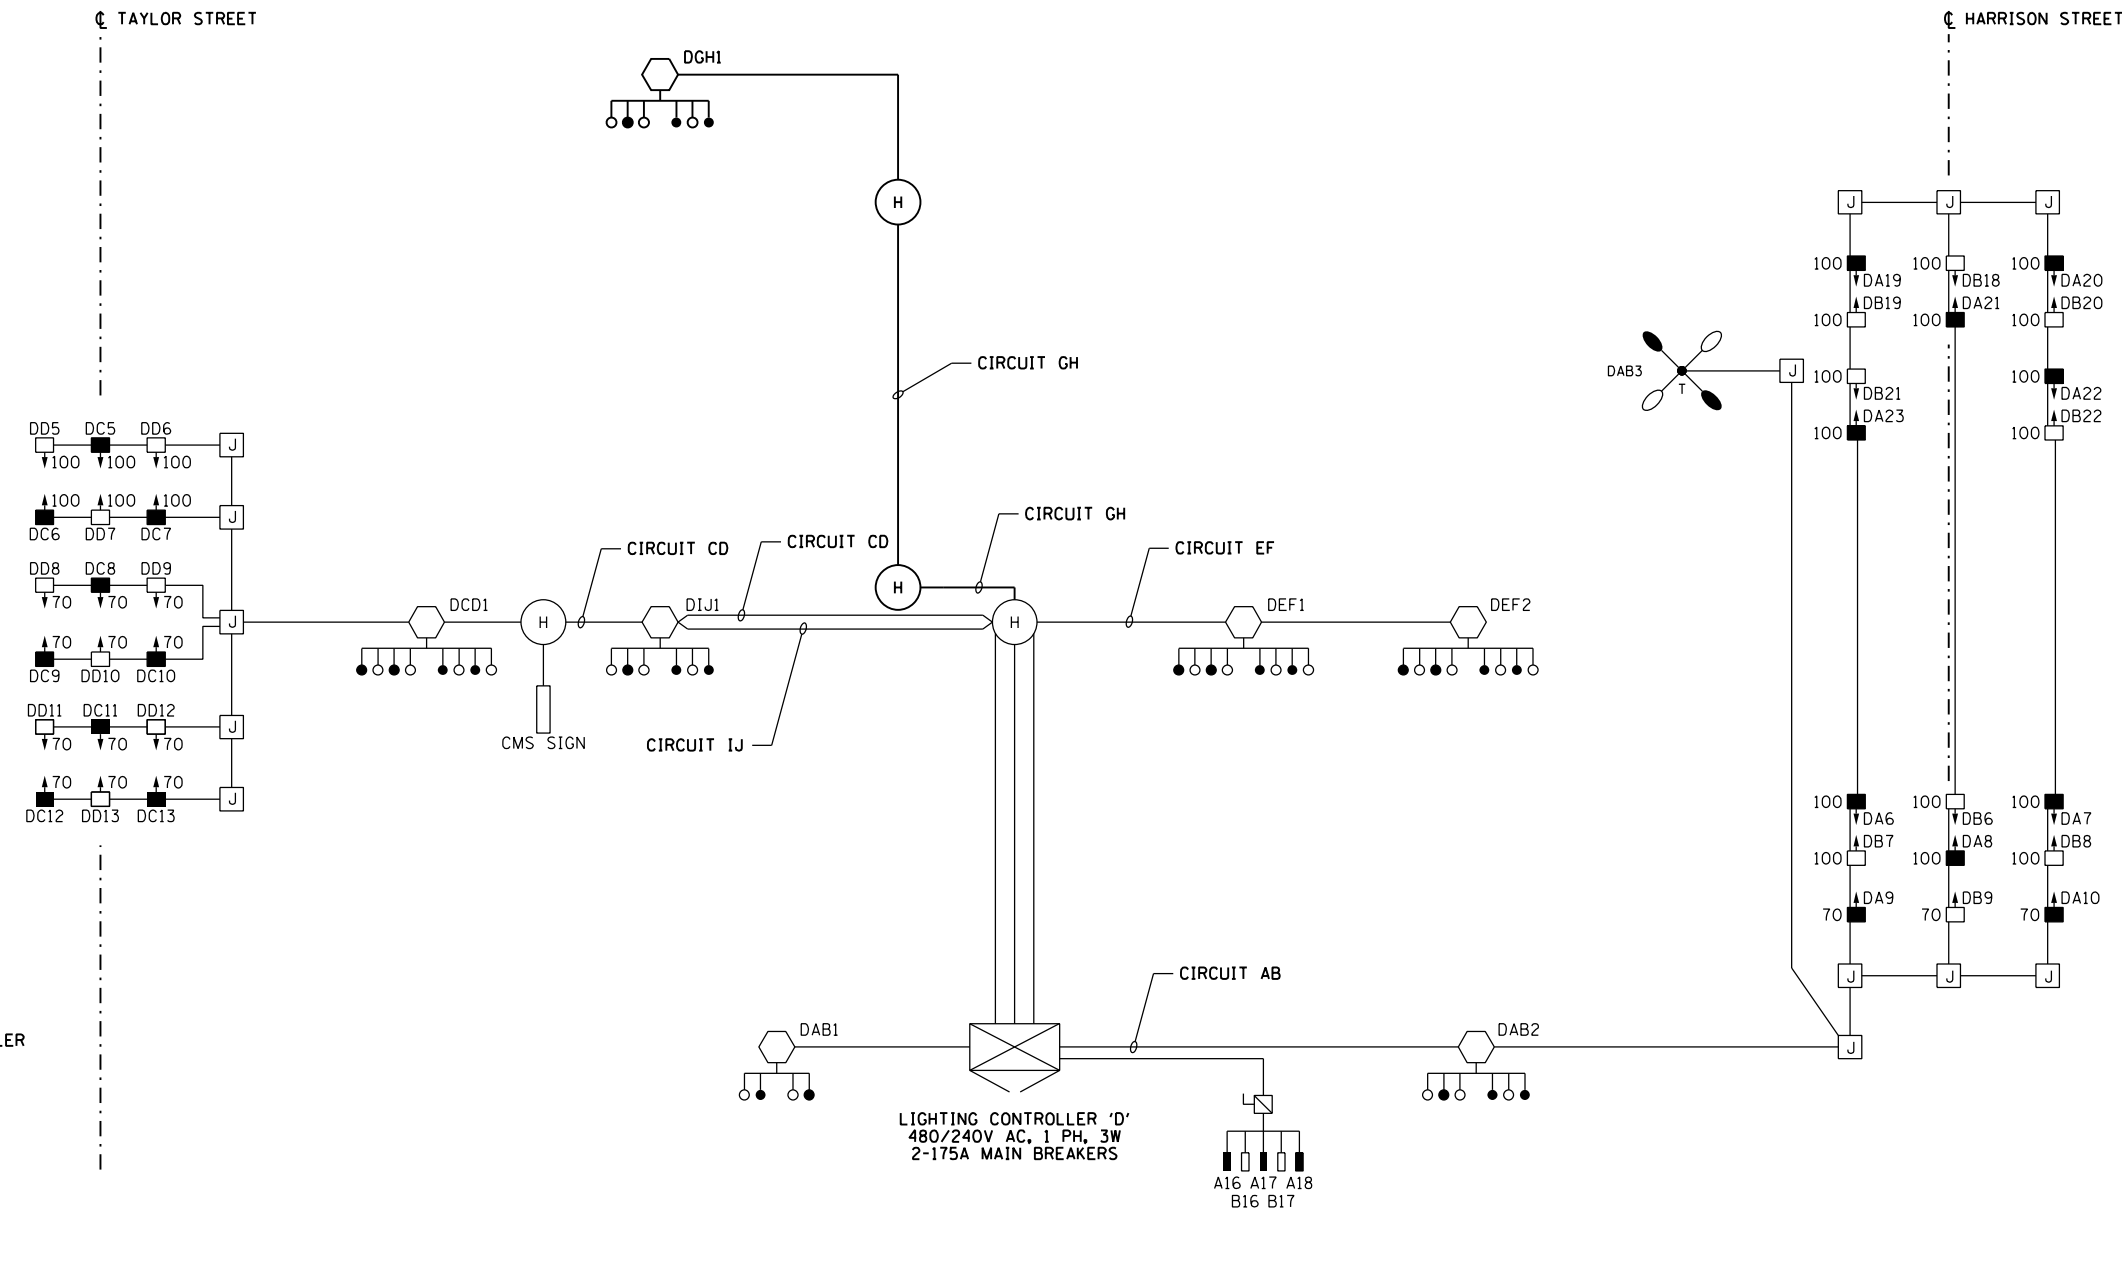 ℄ TAYLOR STREET
℄ HARRISON STREET
DGH1
H
J J J
100 100 100
DA19 DB18 DA20
DB19 DA21 DB20
100 100 100
CIRCUIT GH
DAB3
T
J
100 100
DB21 DA22
DA23 DB22
100 100
DD5 DC5 DD6
J
100 100 100
100 100 100
J
DC6 DD7 DC7
CIRCUIT GH
CIRCUIT CD
CIRCUIT CD
CIRCUIT EF
DD8 DC8 DD9
70 70 70
H
DCD1
DIJ1
DEF1
DEF2
J
H
H
70 70 70
DC9 DD10 DC10
DD11 DC11 DD12
J
70 70 70
CMS SIGN
CIRCUIT IJ
70 70 70
J
DC12 DD13 DC13
100 100 100
DA6 DB6 DA7
DB7 DA8 DB8
100 100 100
DA9 DB9 DA10
70 70 70
CIRCUIT AB
J J J
DAB1
DAB2
LER
J
LIGHTING CONTROLLER 'D'
480/240V AC, 1 PH, 3W
2-175A MAIN BREAKERS
A16 A17 A18
B16 B17